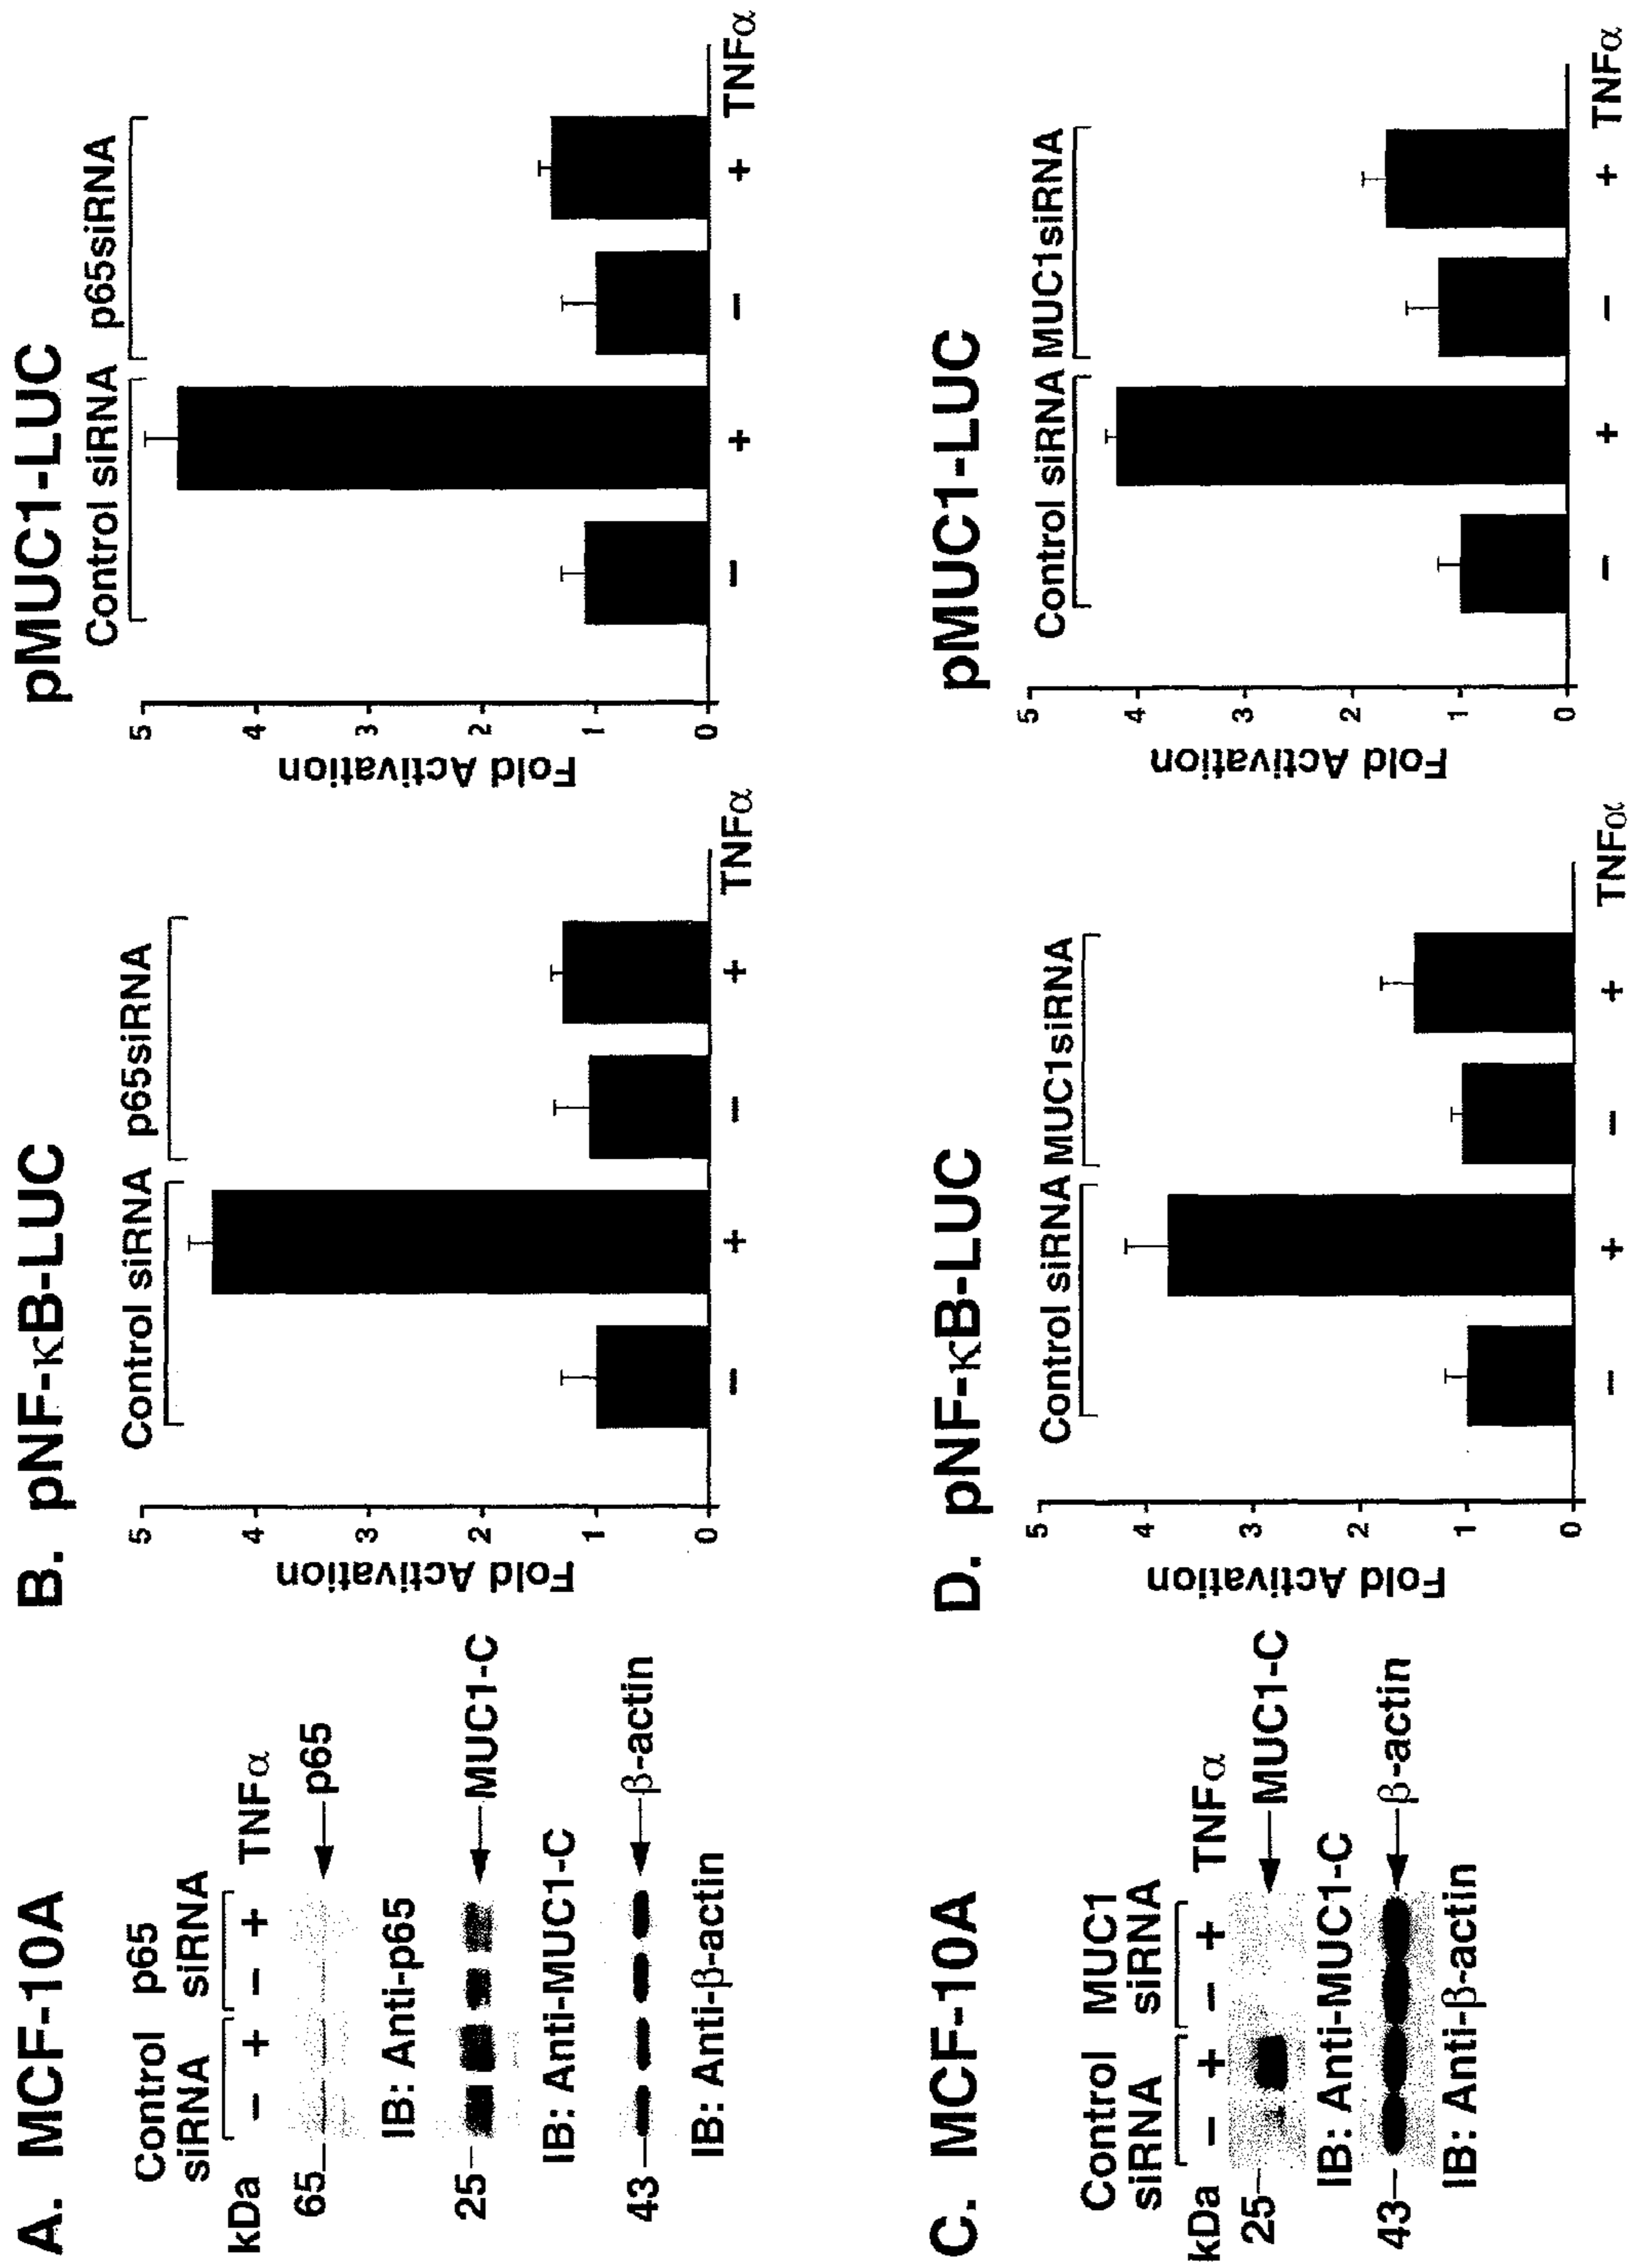 A. MCF-10A
Control p65
siRNA siRNA
kDa − + − + TNFα
65 p65
IB: Anti-p65
25 MUC1-C
IB: Anti-MUC1-C
43 β-actin
IB: Anti-β-actin
B. pNF-κB-LUC
Control siRNA p65siRNA
Fold Activation
5
4
3
2
1
0
− + − + TNFα
pMUC1-LUC
Control siRNA p65siRNA
Fold Activation
5
4
3
2
1
0
− + − + TNFα
C. MCF-10A
Control MUC1
siRNA siRNA
kDa − + − + TNFα
25 MUC1-C
IB: Anti-MUC1-C
43 β-actin
IB: Anti-β-actin
D. pNF-κB-LUC
Control siRNA MUC1siRNA
Fold Activation
5
4
3
2
1
0
− + − + TNFα
pMUC1-LUC
Control siRNA MUC1siRNA
Fold Activation
5
4
3
2
1
0
− + − + TNFα